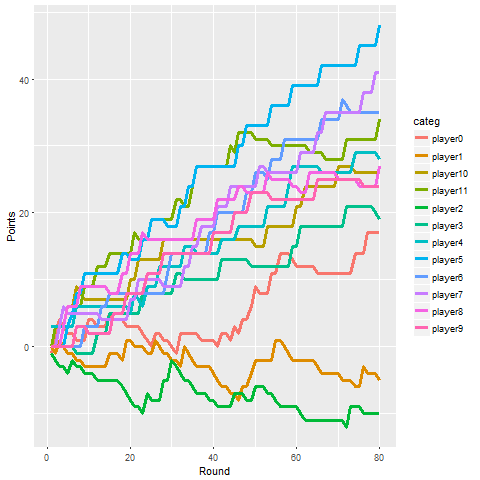 Points
40
20
0
0
20
40
60
80
Round
categ
player0
player1
player10
player11
player2
player3
player4
player5
player6
player7
player8
player9